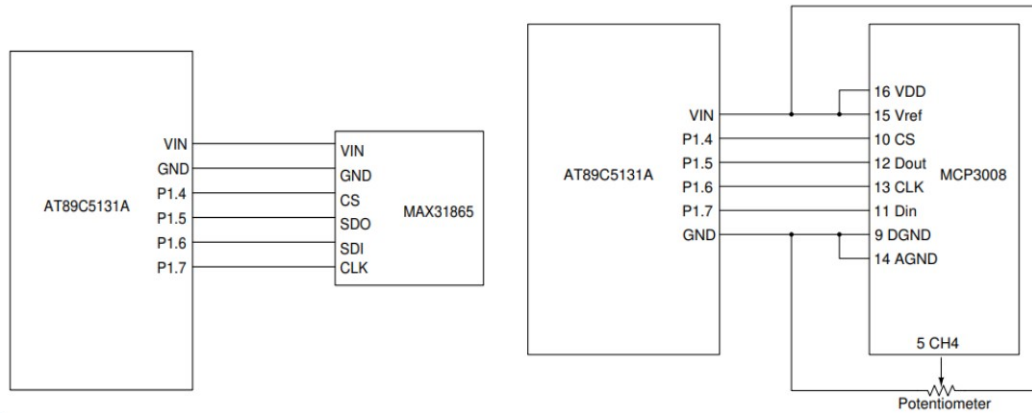 AT89C5131A
VIN
GND
P1.4
P1.5
P1.6
P1.7
VIN
GND
CS
SDO
SDI
CLK
MAX31865
AT89C5131A
VIN
P1.4
P1.5
P1.6
P1.7
GND
16 VDD
15 Vref
10 CS
12 Dout
13 CLK
11 Din
9 DGND
14 AGND
MCP3008
5 CH4
Potentiometer